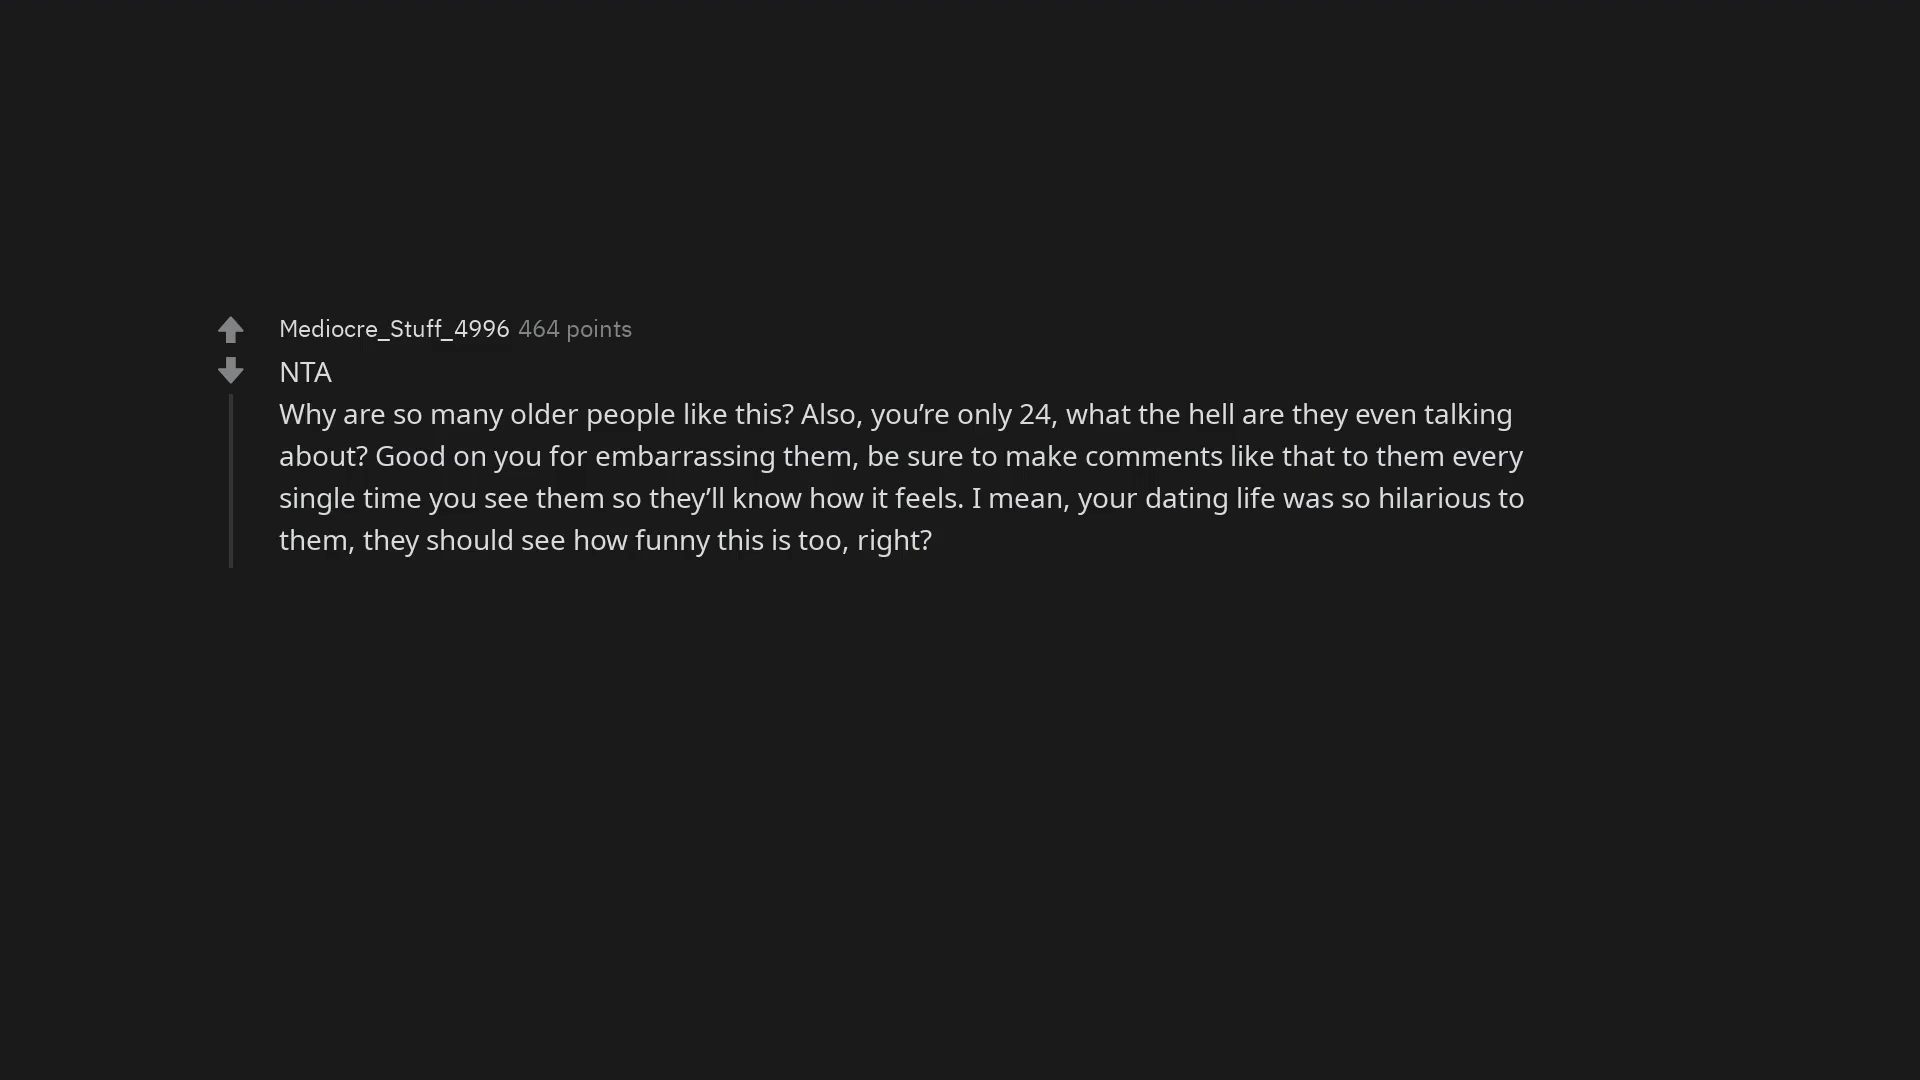 Mediocre_Stuff_4996 464 points
NTA
Why are so many older people like this? Also, you’re only 24, what the hell are they even talking
about? Good on you for embarrassing them, be sure to make comments like that to them every
single time you see them so they’ll know how it feels. I mean, your dating life was so hilarious to
them, they should see how funny this is too, right?